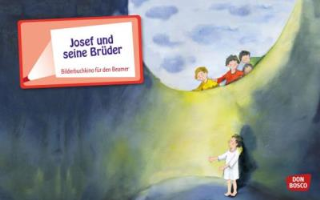 Josef und
seine Brüder
Bilderbuchkino für den Beamer
DON
BOSCO